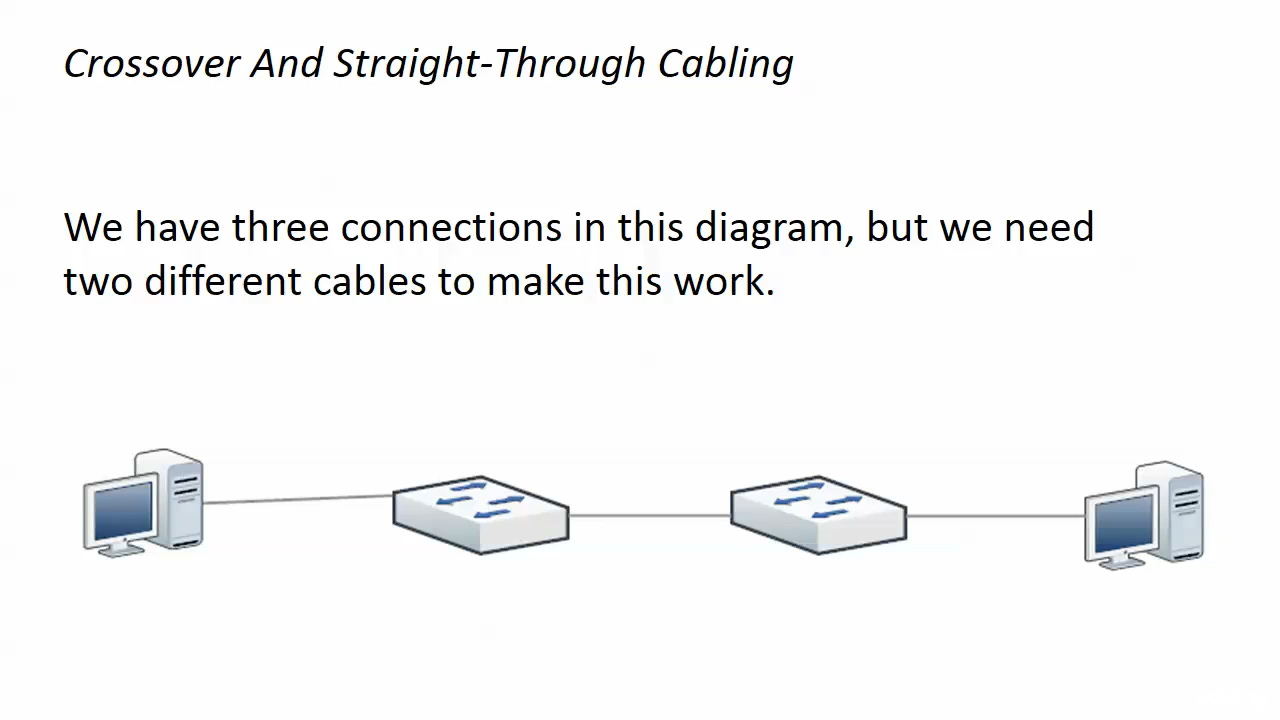 Crossover And Straight-Through Cabling
We have three connections in this diagram, but we need
two different cables to make this work.